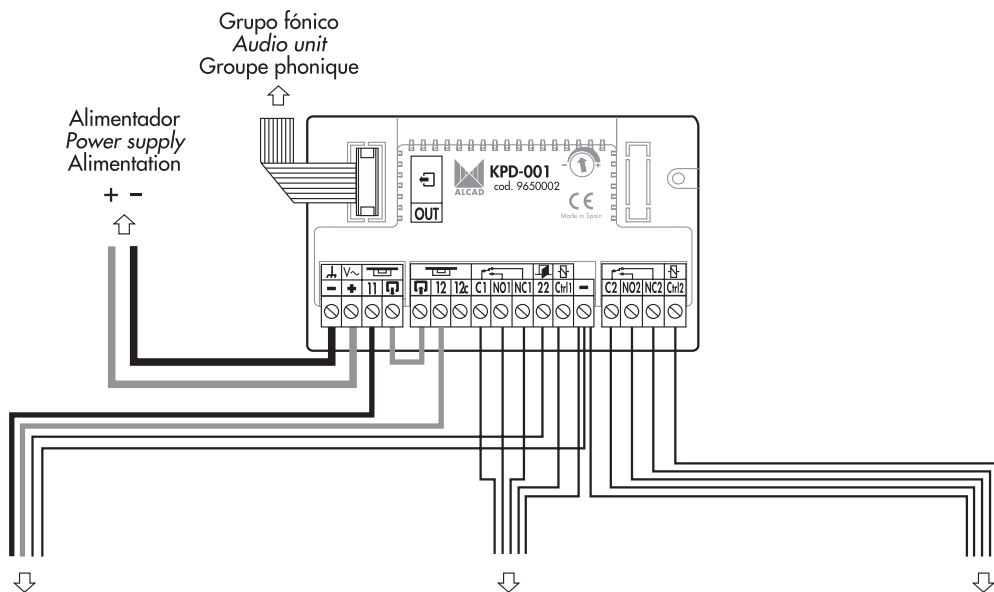 Grupo fónico
Audio unit
Groupe phonique
Alimentador
Power supply
Alimentation
+ −
ALCAD
KPD-001
cod. 9650002
- +
CE
Made in Spain
OUT
V~
− + 11 12 12c C1 NO1 NC1 22 Ctrl1 − C2 NO2 NC2 Ctrl2